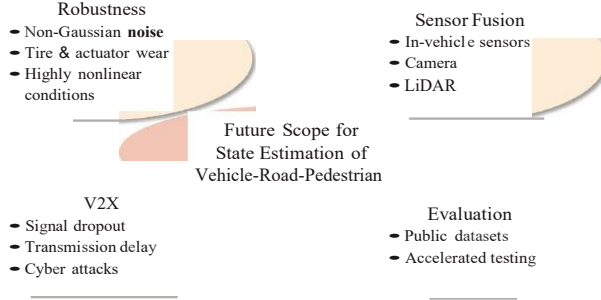 Robustness
• Non-Gaussian noise
• Tire & actuator wear
• Highly nonlinear
conditions
Sensor Fusion
• In-vehicle sensors
• Camera
• LiDAR
Future Scope for
State Estimation of
Vehicle-Road-Pedestrian
V2X
• Signal dropout
• Transmission delay
• Cyber attacks
Evaluation
• Public datasets
• Accelerated testing